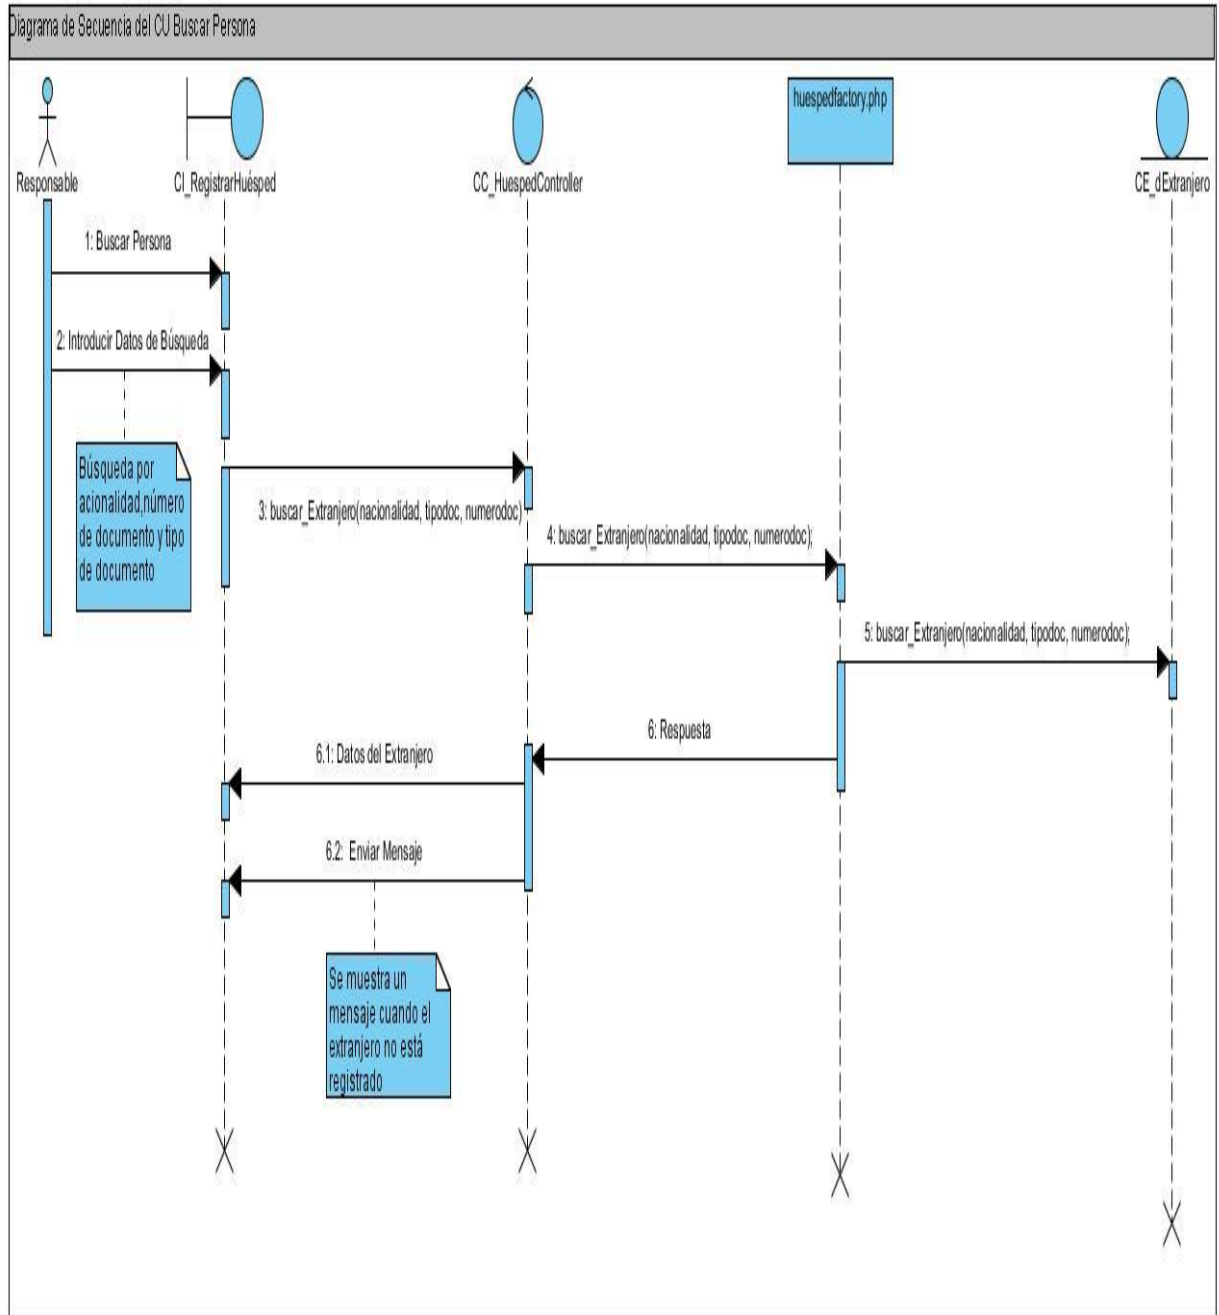 Diagrama de Secuencia del CU Buscar Persona
huespedfactory.php
Responsable
CI_RegistrarHuésped
CC_HuespedController
CE_dExtranjero
1: Buscar Persona
2: Introducir Datos de Búsqueda
Búsqueda por
acionalidad,número
de documento y tipo
de documento
3: buscar_Extranjero(nacionalidad, tipodoc, numerodoc)
4: buscar_Extranjero(nacionalidad, tipodoc, numerodoc);
5: buscar_Extranjero(nacionalidad, tipodoc, numerodoc);
6: Respuesta
6.1: Datos del Extranjero
6.2: Enviar Mensaje
Se muestra un
mensaje cuando el
extranjero no está
registrado